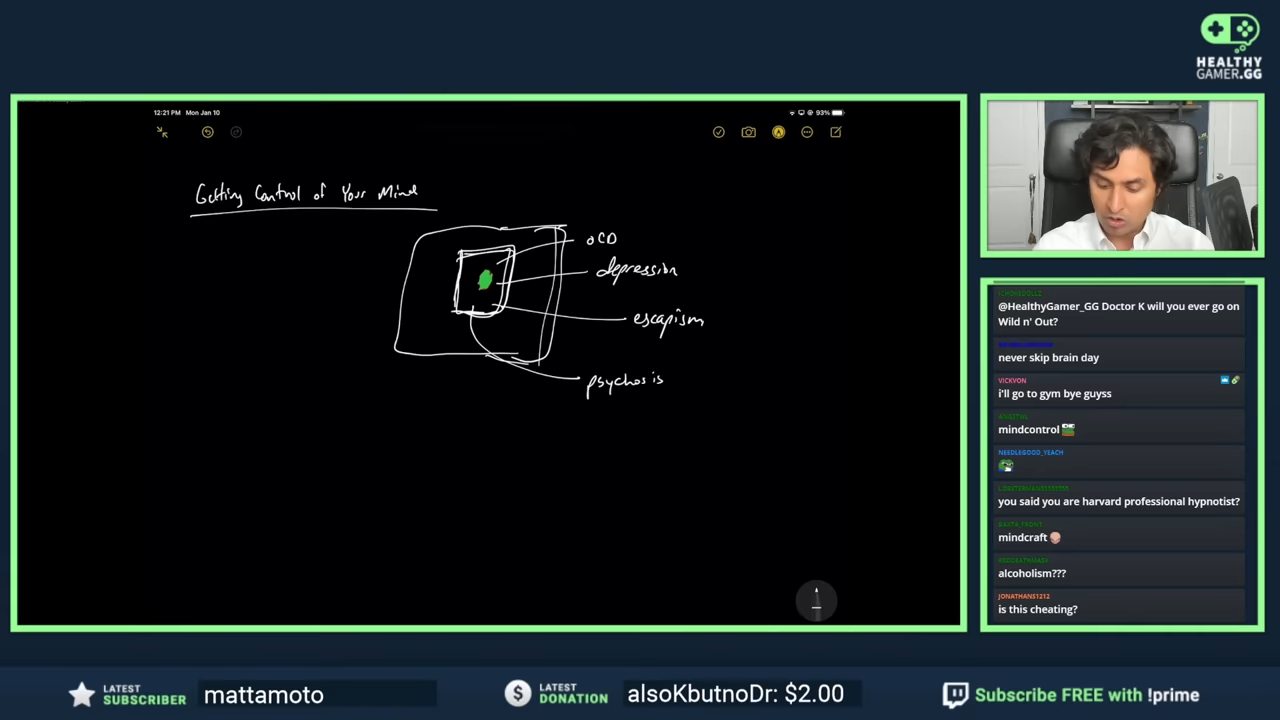 HEALTHY
GAMER.GG
12:21 PM Mon Jan 10
93%
Getting Control of Your Mind
OCD
depression
escapism
psychosis
@HealthyGamer_GG Doctor K will you ever go on
Wild n' Out?
never skip brain day
VICKVON
i'll go to gym bye guyss
mindcontrol
NEEDLEGOOD_YEACH
you said you are harvard professional hypnotist?
mindcraft
alcoholism???
JONATHANS1212
is this cheating?
LATEST
SUBSCRIBER
mattamoto
LATEST
DONATION
alsoKbutnoDr: $2.00
Subscribe FREE with !prime